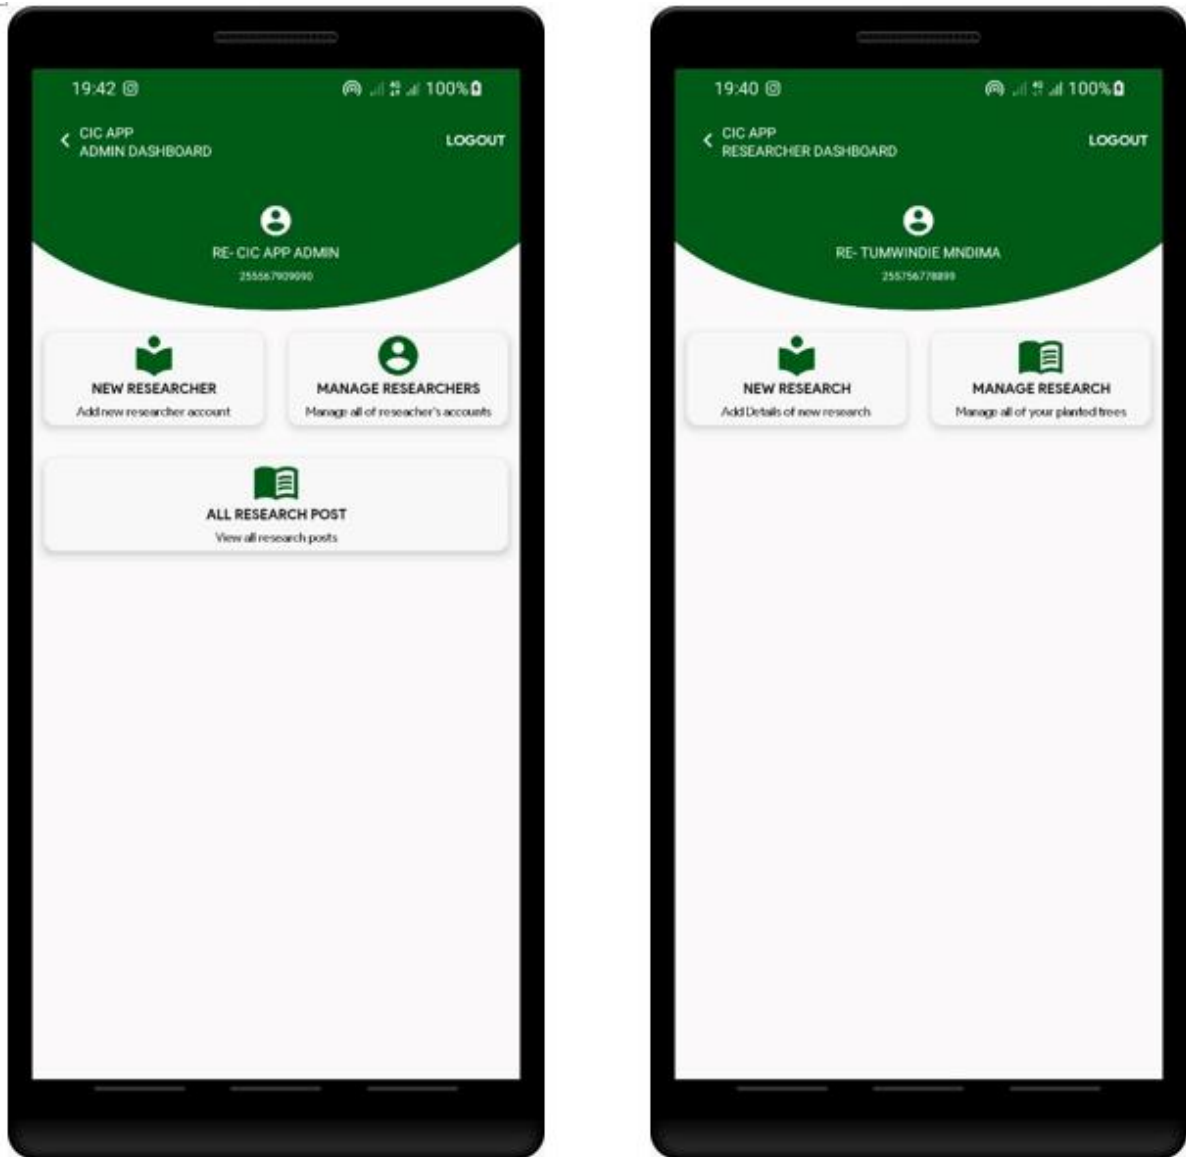 19:42
100%
CIC APP
ADMIN DASHBOARD
LOGOUT
RE- CIC APP ADMIN
255567909090
NEW RESEARCHER
Add new researcher account
MANAGE RESEARCHERS
Manage all of reseacher's accounts
ALL RESEARCH POST
View all research posts
19:40
100%
CIC APP
RESEARCHER DASHBOARD
LOGOUT
RE- TUMWINDIE MNDIMA
255756778899
NEW RESEARCH
Add Details of new research
MANAGE RESEARCH
Manage all of your planted trees